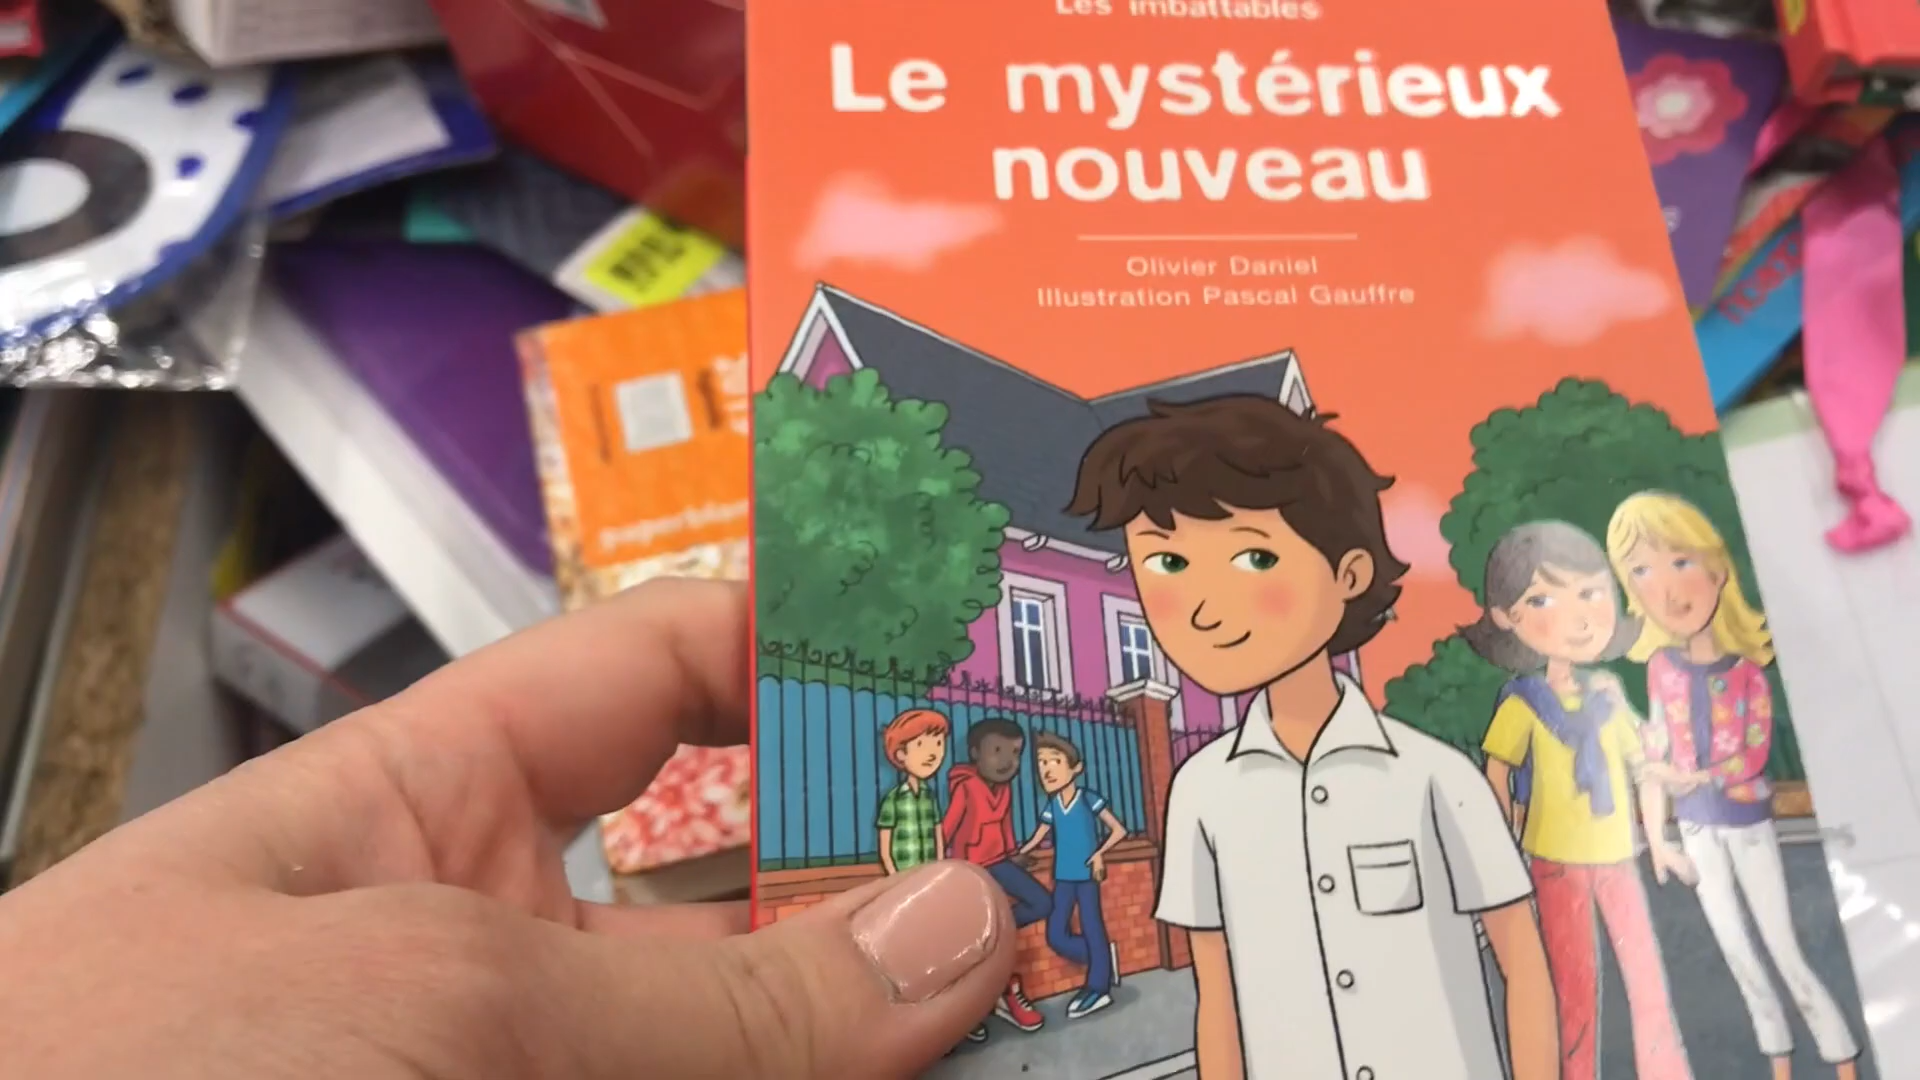 Les imbattables
Le mystérieux
nouveau
Olivier Daniel
Illustration Pascal Gauffre